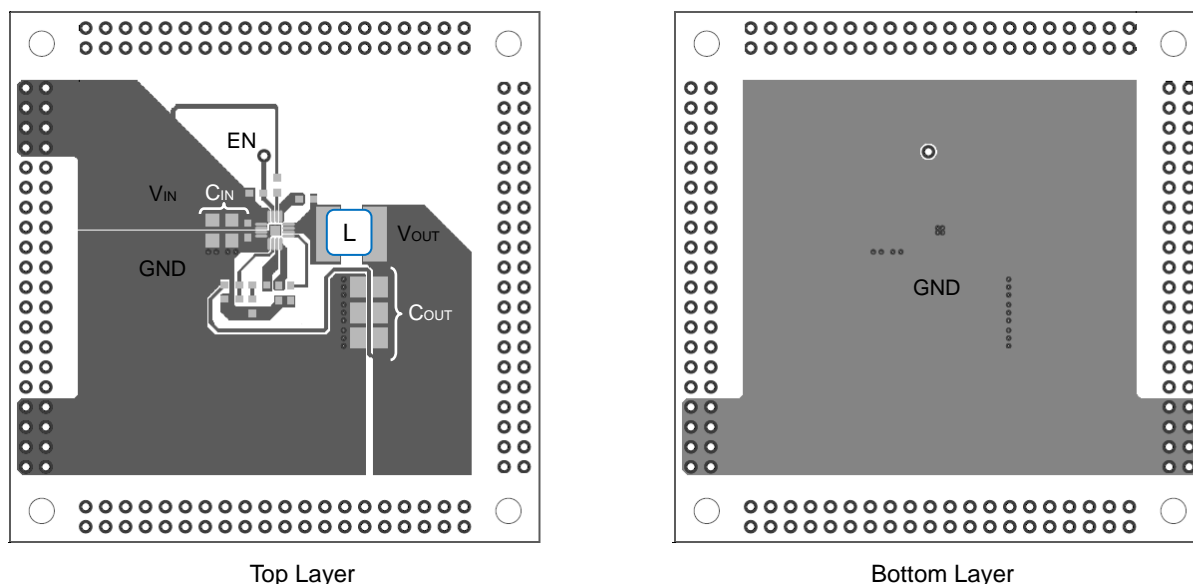 EN
VIN
CIN
L
VOUT
GND
COUT
Top Layer
GND
Bottom Layer